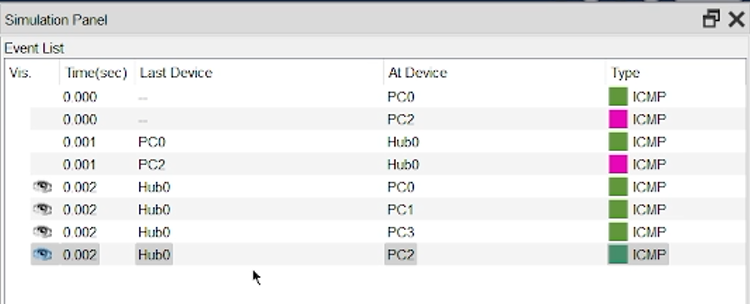 Simulation Panel
Event List
Vis. Time(sec) Last Device At Device Type
0.000 -- PC0 ICMP
0.000 -- PC2 ICMP
0.001 PC0 Hub0 ICMP
0.001 PC2 Hub0 ICMP
0.002 Hub0 PC0 ICMP
0.002 Hub0 PC1 ICMP
0.002 Hub0 PC3 ICMP
0.002 Hub0 PC2 ICMP